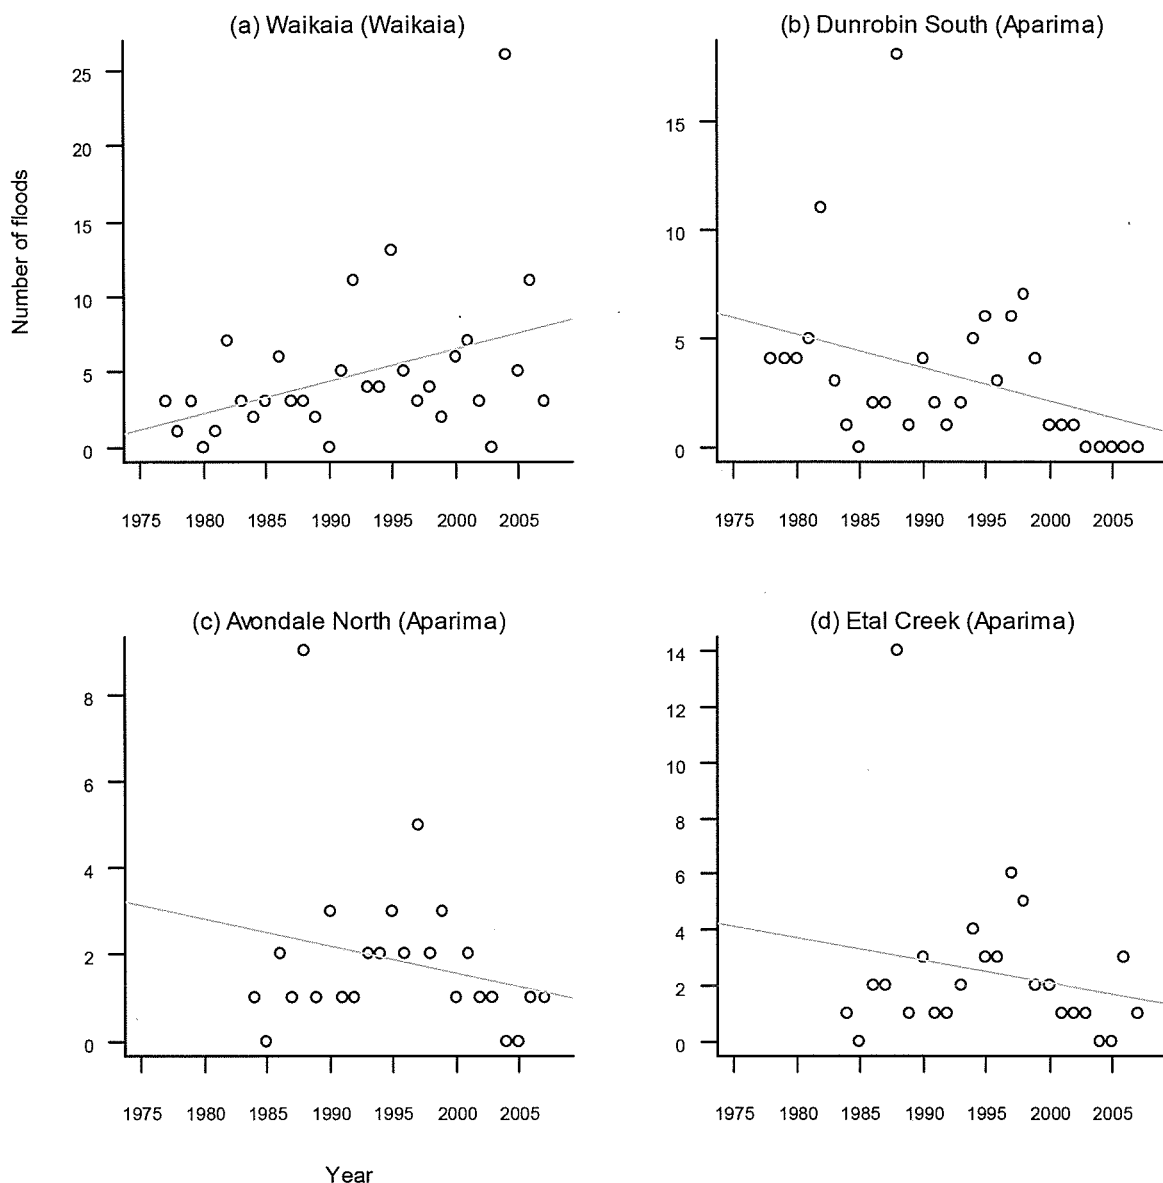 (a) Waikaia (Waikaia)
(b) Dunrobin South (Aparima)
Number of floods
25
20
15
10
5
0
1975 1980 1985 1990 1995 2000 2005
15
10
5
0
1975 1980 1985 1990 1995 2000 2005
(c) Avondale North (Aparima)
(d) Etal Creek (Aparima)
8
6
4
2
0
1975 1980 1985 1990 1995 2000 2005
14
12
10
8
6
4
2
0
1975 1980 1985 1990 1995 2000 2005
Year